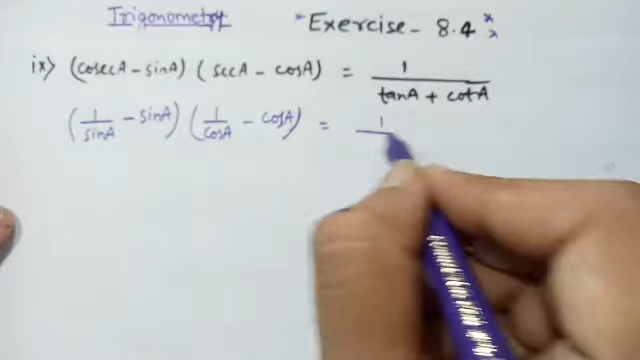 Trigonometry *Exercise - 8.4 **
ix) (cosecA - sinA) (secA - cosA) = 1 / tanA + cotA
(1/sinA - sinA) (1/cosA - cosA) = 1